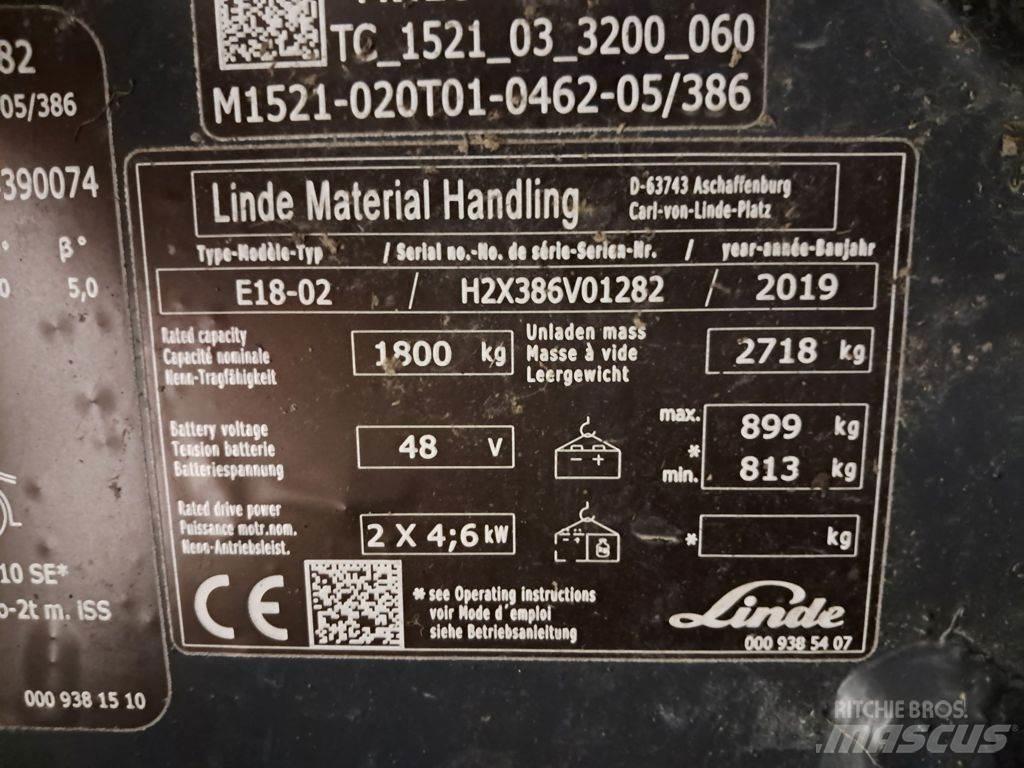 TC_1521_03_3200_060
M1521-020T01-0462-05/386
82
05/386
390074
° β°
0 5,0
10 SE*
o-2t m. iSS
000 938 15 10
Linde Material Handling
D-63743 Aschaffenburg
Carl-von-Linde-Platz
Type-Modèle-Typ / Serial no.-No. de série-Serien-Nr. / year-année-Baujahr
E18-02 / H2X386V01282 / 2019
Rated capacity
Capacité nominale
Nenn-Tragfähigkeit
1800 kg
Unladen mass
Masse à vide
Leergewicht
2718 kg
Battery voltage
Tension batterie
Batteriespannung
48 V
- +
max. 899 kg
*
min. 813 kg
Rated drive power
Puissance motr.nom.
Nenn-Antriebsleist.
2 X 4;6 kW
* kg
CE
* see Operating instructions
voir Mode d'emploi
siehe Betriebsanleitung
Linde
000 938 54 07
RITCHIE BROS.
MASCUS